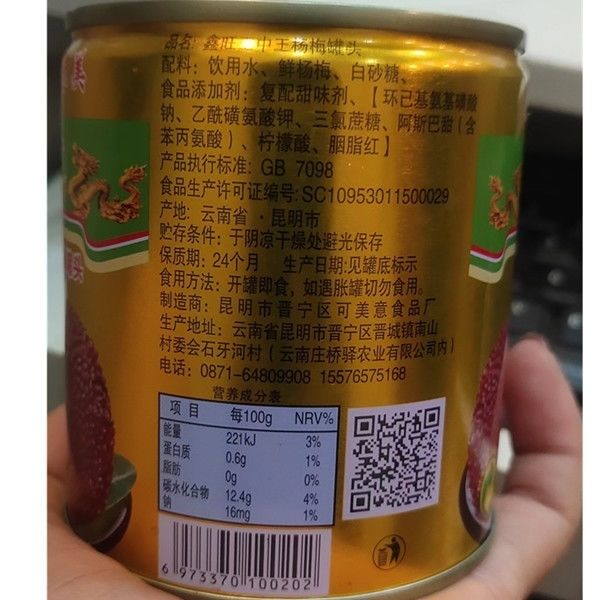 美
罐头
品名：鑫旺 中王杨梅罐头
配料：饮用水、鲜杨梅、白砂糖、
食品添加剂：复配甜味剂、【环己基氨基磺酸
钠、乙酰磺氨酸钾、三氯蔗糖、阿斯巴甜（含
苯丙氨酸）、柠檬酸、胭脂红】
产品执行标准：GB 7098
食品生产许可证编号：SC10953011500029
产地：云南省·昆明市
贮存条件：于阴凉干燥处避光保存
保质期：24个月 生产日期:见罐底标示
食用方法：开罐即食，如遇胀罐切勿食用。
制造商：昆明市晋宁区可美意食品厂
生产地址：云南省昆明市晋宁区晋城镇南山
村委会石牙河村（云南庄桥驿农业有限公司内）
电话：0871-64809908 15576575168
营养成分表
项目 每100g NRV%
能量 221kJ 3%
蛋白质 0.6g 1%
脂肪 0g 0%
碳水化合物 12.4g 4%
钠 16mg 1%
6 973370 100202